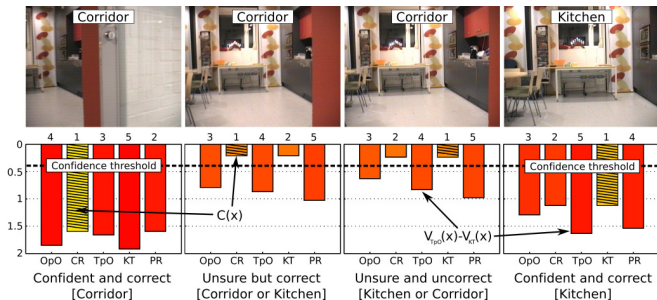 Corridor Corridor Corridor Kitchen
4 1 3 5 2 3 1 4 2 5 3 2 4 1 5 3 2 5 1 4
0
Confidence threshold Confidence threshold
0.5
1
C(x)
1.5
V_TpO(x)-V_KT(x)
2
OpO CR TpO KT PR OpO CR TpO KT PR OpO CR TpO KT PR OpO CR TpO KT PR
Confident and correct Unsure but correct Unsure and uncorrect Confident and correct
[Corridor] [Corridor or Kitchen] [Kitchen or Corridor] [Kitchen]